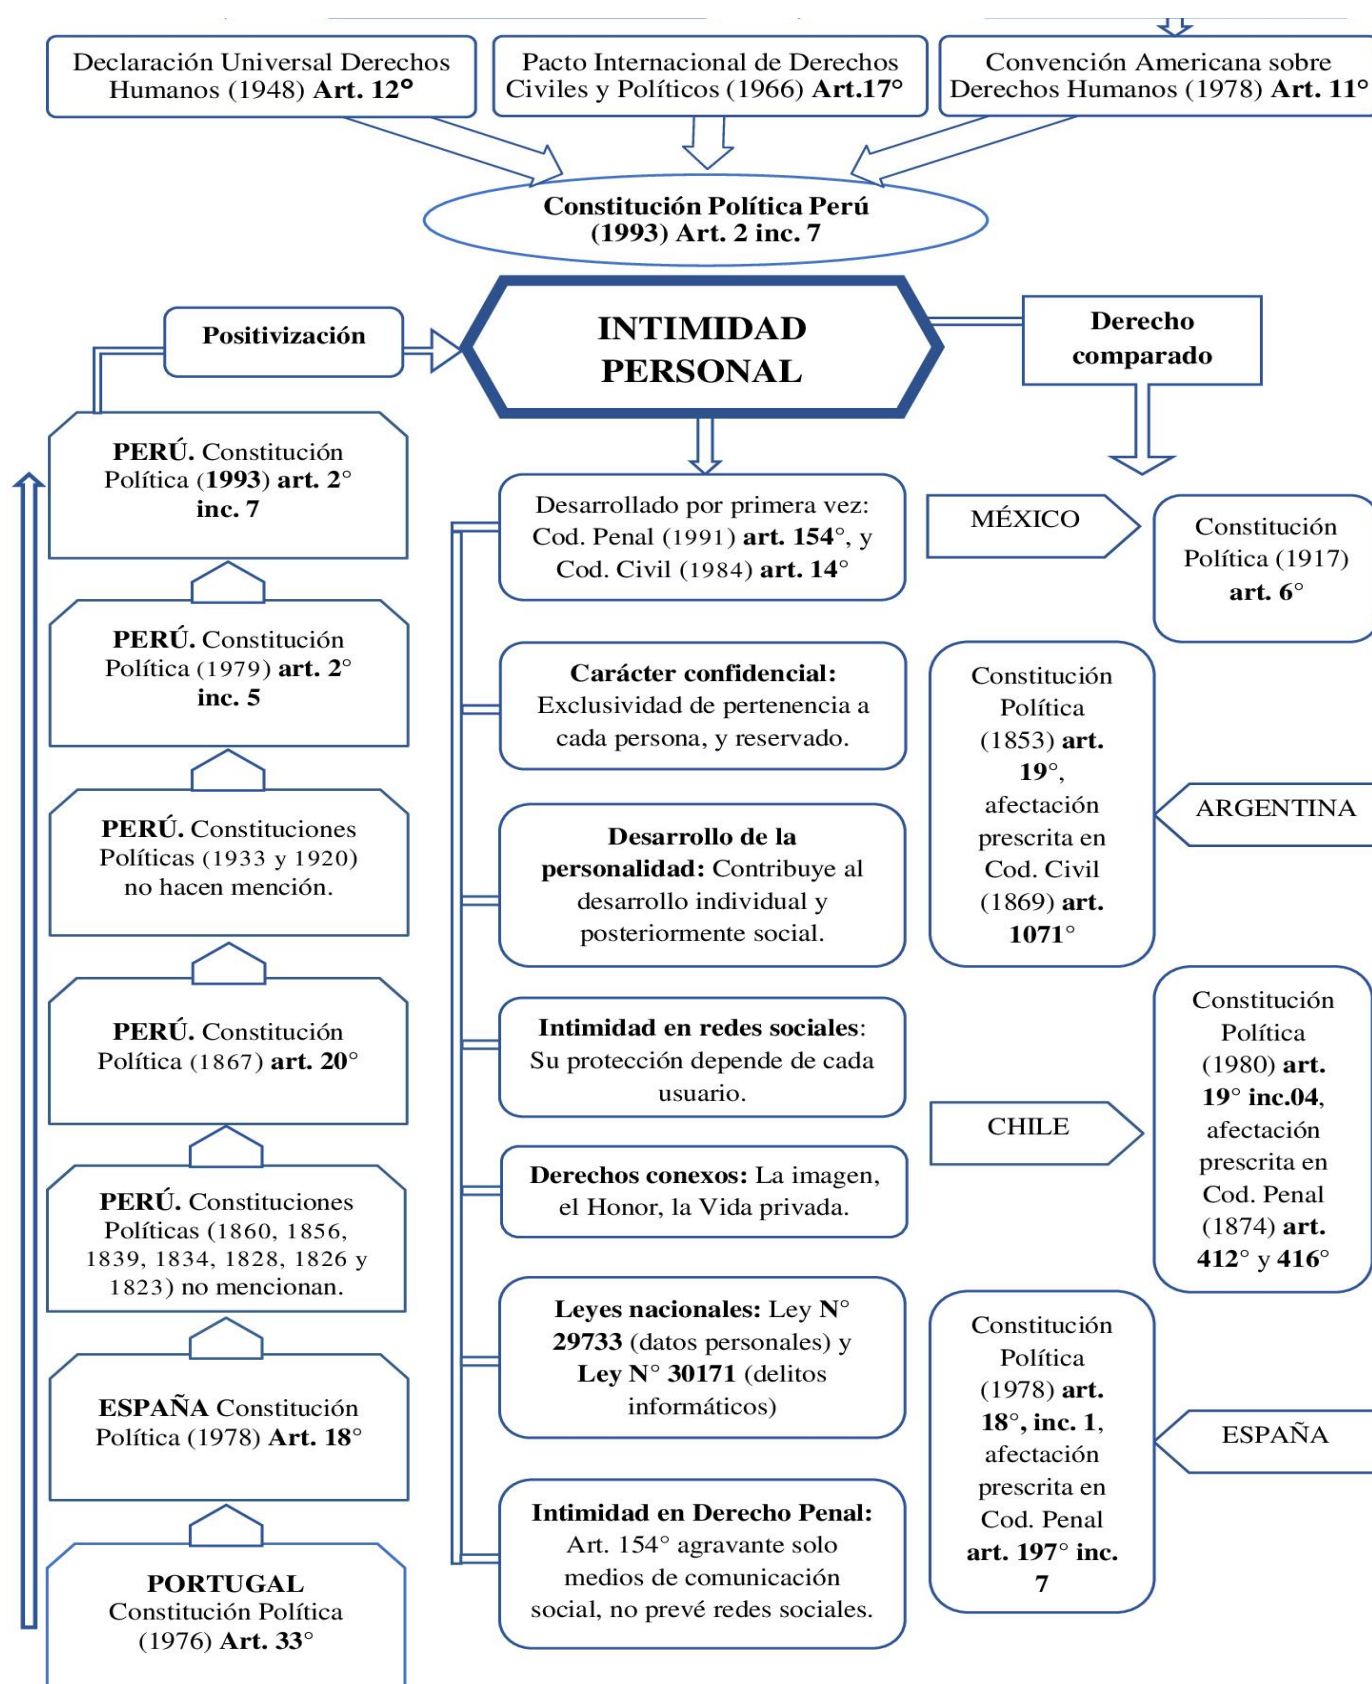 Declaración Universal Derechos
Humanos (1948) Art. 12°
Pacto Internacional de Derechos
Civiles y Políticos (1966) Art.17°
Convención Americana sobre
Derechos Humanos (1978) Art. 11°
Constitución Política Perú
(1993) Art. 2 inc. 7
Positivización
INTIMIDAD
PERSONAL
Derecho
comparado
PERÚ. Constitución
Política (1993) art. 2°
inc. 7
PERÚ. Constitución
Política (1979) art. 2°
inc. 5
PERÚ. Constituciones
Políticas (1933 y 1920)
no hacen mención.
PERÚ. Constitución
Política (1867) art. 20°
PERÚ. Constituciones
Políticas (1860, 1856,
1839, 1834, 1828, 1826 y
1823) no mencionan.
ESPAÑA Constitución
Política (1978) Art. 18°
PORTUGAL
Constitución Política
(1976) Art. 33°
Desarrollado por primera vez:
Cod. Penal (1991) art. 154°, y
Cod. Civil (1984) art. 14°
Carácter confidencial:
Exclusividad de pertenencia a
cada persona, y reservado.
Desarrollo de la
personalidad: Contribuye al
desarrollo individual y
posteriormente social.
Intimidad en redes sociales:
Su protección depende de cada
usuario.
Derechos conexos: La imagen,
el Honor, la Vida privada.
Leyes nacionales: Ley N°
29733 (datos personales) y
Ley N° 30171 (delitos
informáticos)
Intimidad en Derecho Penal:
Art. 154° agravante solo
medios de comunicación
social, no prevé redes sociales.
MÉXICO
Constitución
Política (1917)
art. 6°
Constitución
Política
(1853) art.
19°,
afectación
prescrita en
Cod. Civil
(1869) art.
1071°
ARGENTINA
CHILE
Constitución
Política
(1980) art.
19° inc.04,
afectación
prescrita en
Cod. Penal
(1874) art.
412° y 416°
Constitución
Política
(1978) art.
18°, inc. 1,
afectación
prescrita en
Cod. Penal
art. 197° inc.
7
ESPAÑA